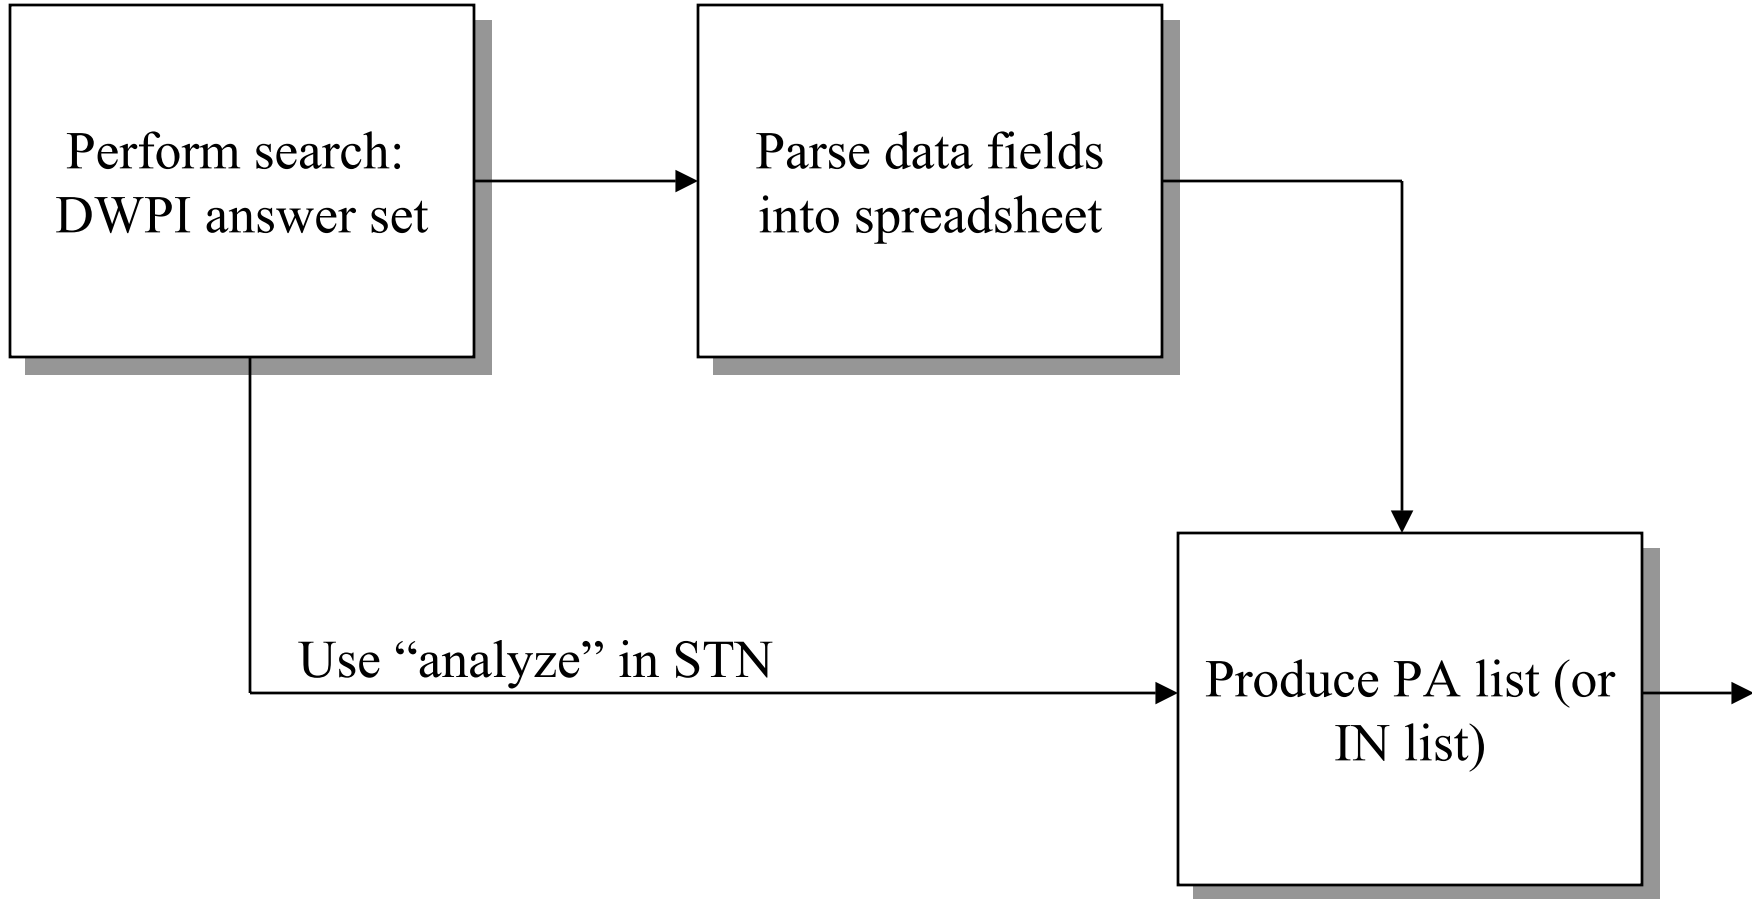 Perform search:
DWPI answer set
Parse data fields
into spreadsheet
Use “analyze” in STN
Produce PA list (or
IN list)